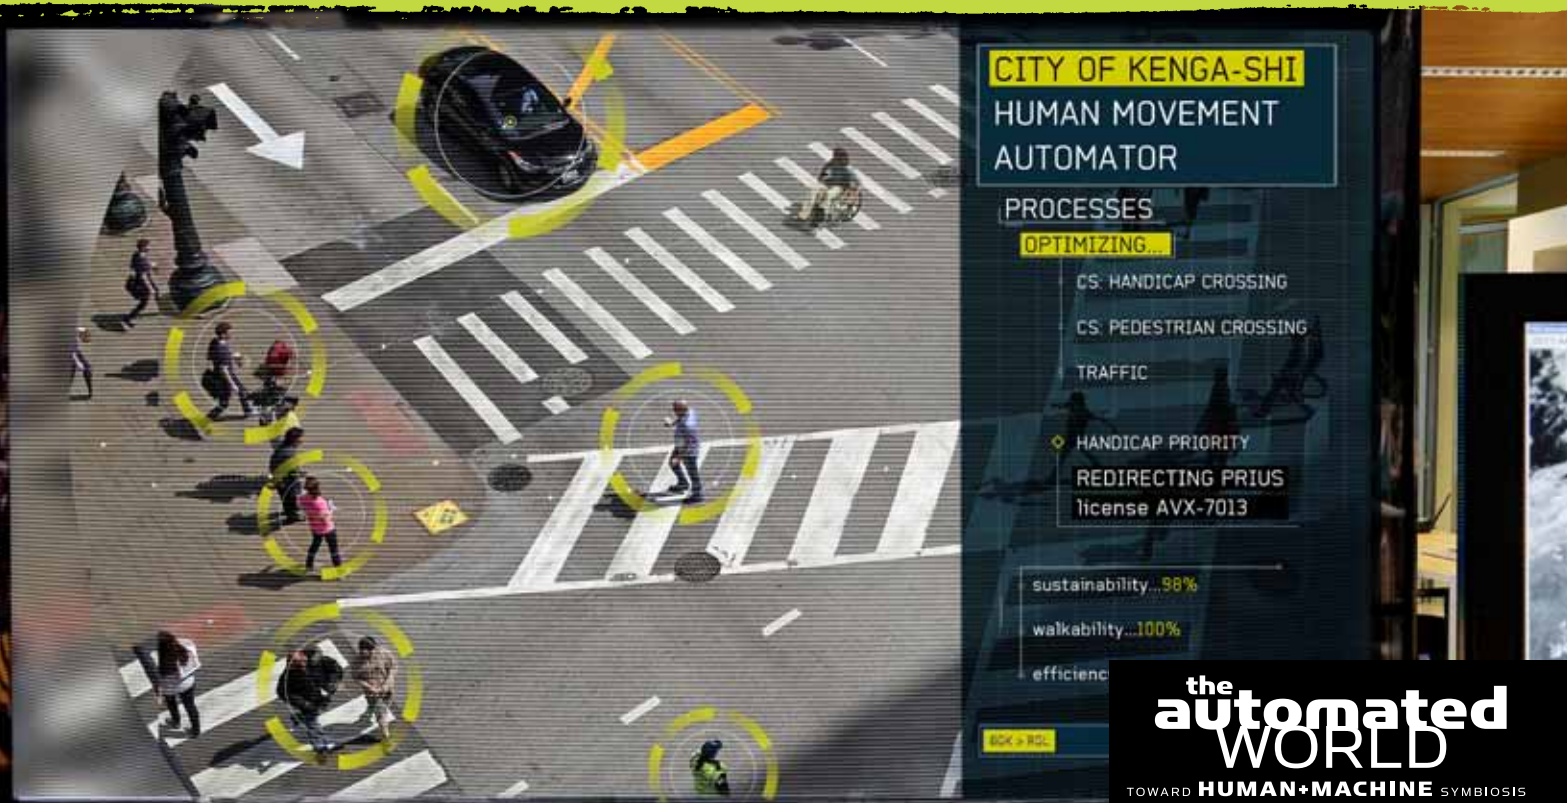 CITY OF KENGA-SHI
HUMAN MOVEMENT
AUTOMATOR
PROCESSES
OPTIMIZING...
CS: HANDICAP CROSSING
CS: PEDESTRIAN CROSSING
TRAFFIC
HANDICAP PRIORITY
REDIRECTING PRIUS
license AVX-7013
sustainability...98%
walkability...100%
the
automated
WORLD
TOWARD HUMAN+MACHINE SYMBIOSIS